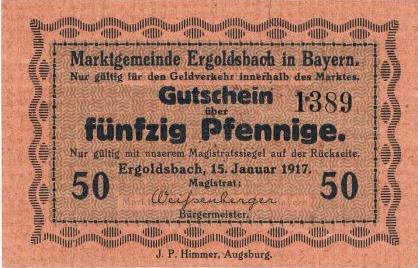 Marktgemeinde Ergoldsbach in Bayern.
Nur gültig für den Geldverkehr innerhalb des Marktes.
Gutschein 1389
über
fünfzig Pfennige.
Nur gültig mit unserem Magistratssiegel auf der Rückseite.
Ergoldsbach, 15. Januar 1917.
50 Magistrat: 50
Weißenberger
Bürgermeister.
J. P. Himmer, Augsburg.